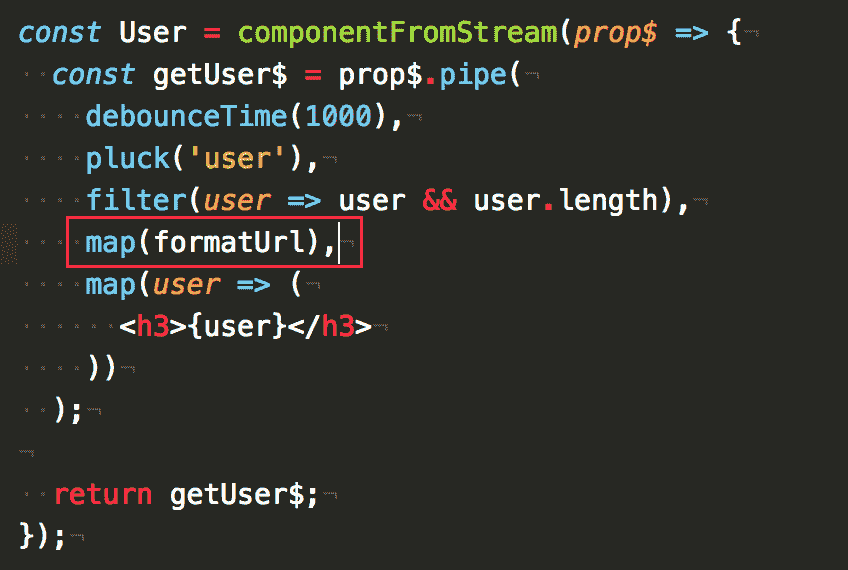 const User = componentFromStream(prop$ => {
  const getUser$ = prop$.pipe(
    debounceTime(1000),
    pluck('user'),
    filter(user => user && user.length),
    map(formatUrl),
    map(user => (
      <h3>{user}</h3>
    ))
  );

  return getUser$;
});